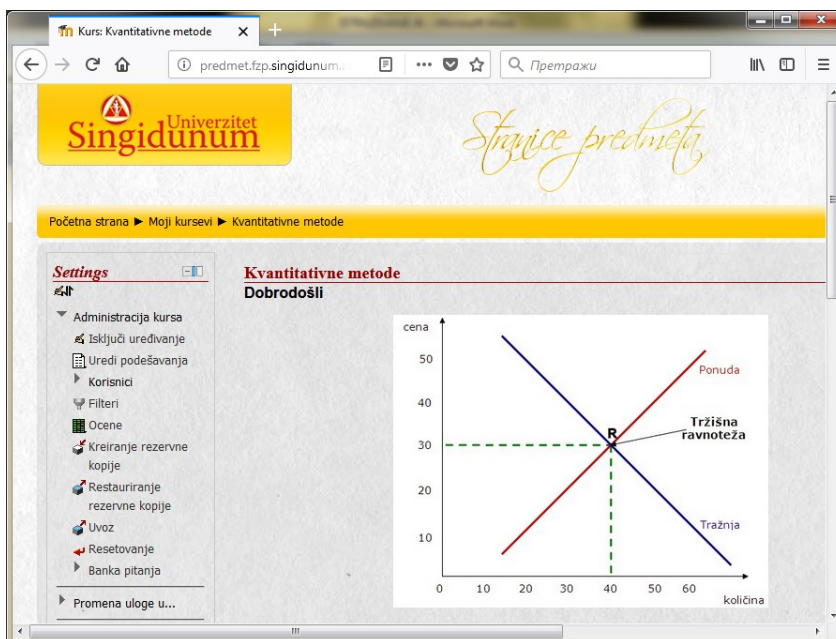 Kurs: Kvantitativne metode
predmet.fzp.singidunum..
Претражи
Univerzitet
Singidunum
Stranice predmeta
Početna strana ► Moji kursevi ► Kvantitativne metode
Settings
Administracija kursa
Isključi uređivanje
Uredi podešavanja
Korisnici
Filteri
Ocene
Kreiranje rezervne
kopije
Restauriranje
rezervne kopije
Uvoz
Resetovanje
Banka pitanja
Promena uloge u...
Kvantitativne metode
Dobrodošli
cena
50
40
30
20
10
Ponuda
R
Tržišna
ravnoteža
Tražnja
0 10 20 30 40 50 60
količina